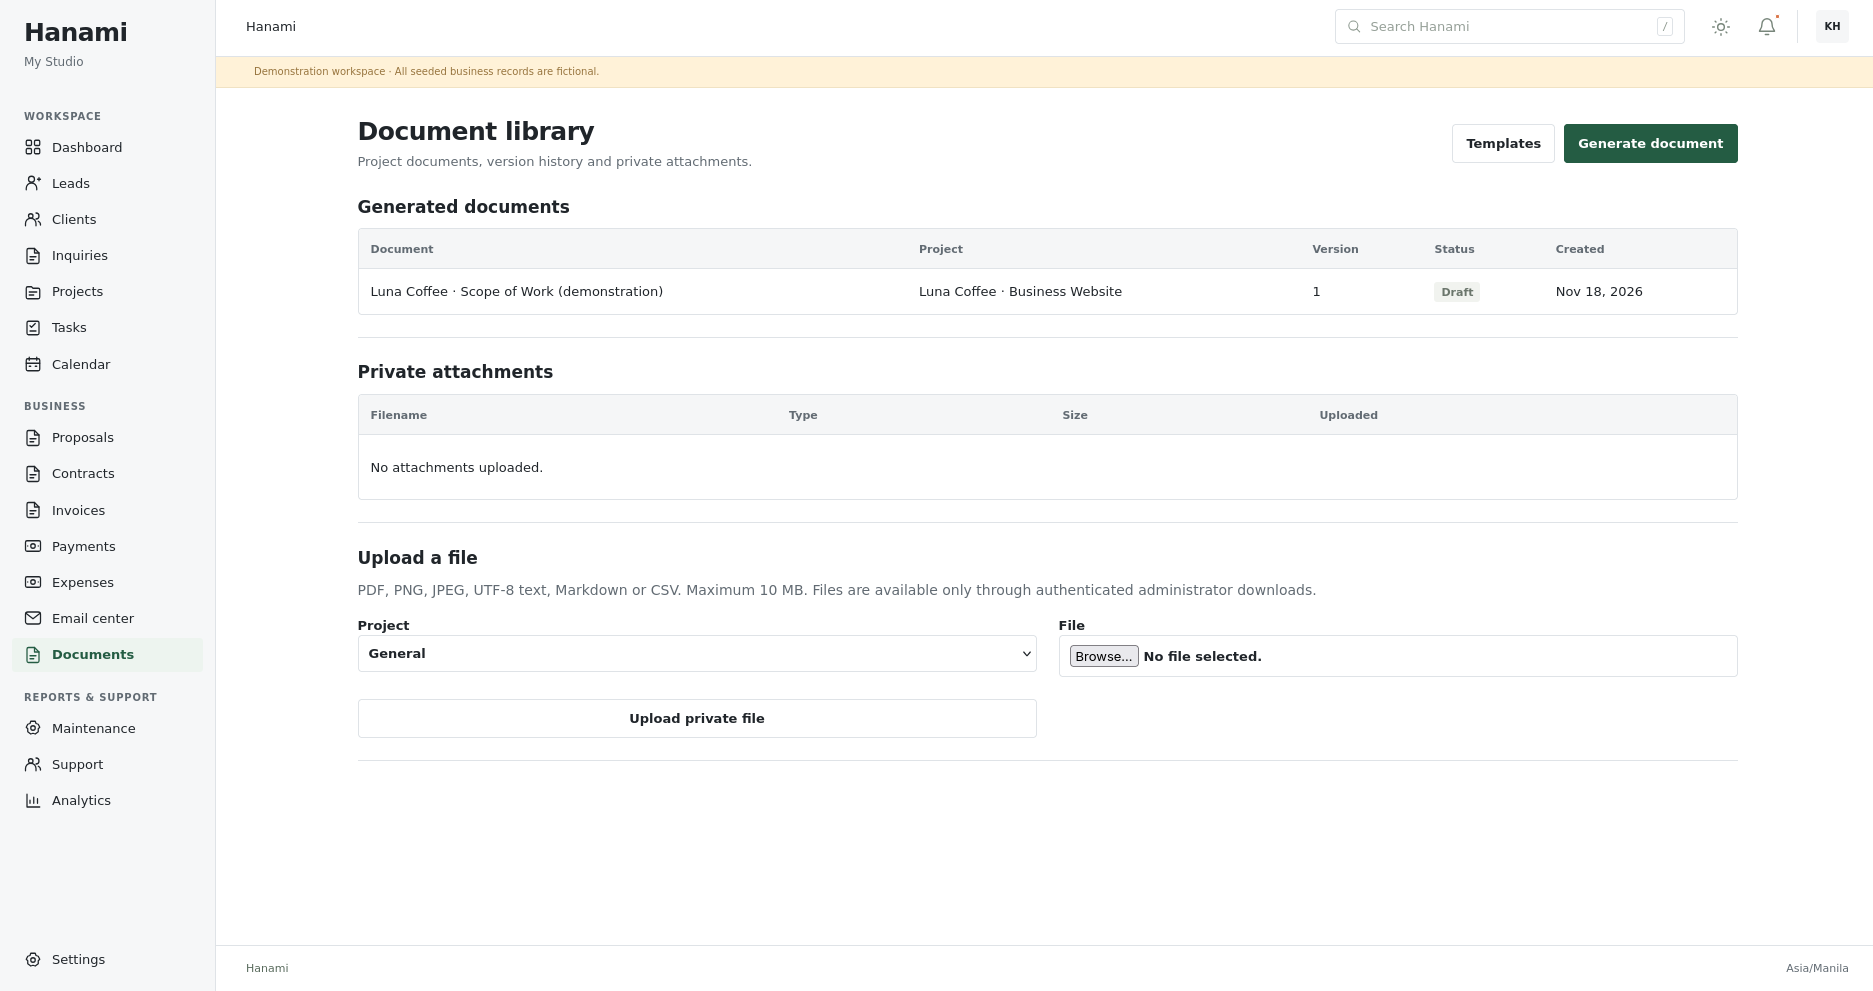 Hanami
My Studio
WORKSPACE
Dashboard
Leads
Clients
Inquiries
Projects
Tasks
Calendar
BUSINESS
Proposals
Contracts
Invoices
Payments
Expenses
Email center
Documents
REPORTS & SUPPORT
Maintenance
Support
Analytics
Settings
Hanami
Search Hanami /
KH
Demonstration workspace · All seeded business records are fictional.
Document library
Project documents, version history and private attachments.
Templates
Generate document
Generated documents
Document Project Version Status Created
Luna Coffee · Scope of Work (demonstration) Luna Coffee · Business Website 1 Draft Nov 18, 2026
Private attachments
Filename Type Size Uploaded
No attachments uploaded.
Upload a file
PDF, PNG, JPEG, UTF-8 text, Markdown or CSV. Maximum 10 MB. Files are available only through authenticated administrator downloads.
Project File
General Browse... No file selected.
Upload private file
Hanami Asia/Manila